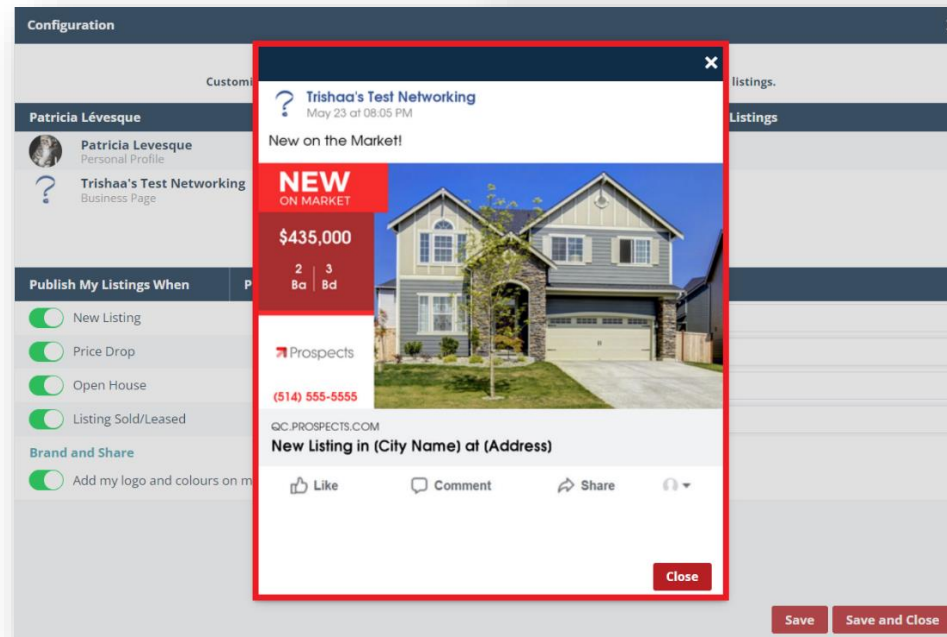 Configuration
Customi
listings.
Patricia Lévesque
Listings
Patricia Levesque
Personal Profile
Trishaa's Test Networking
Business Page
Publish My Listings When
P
New Listing
Price Drop
Open House
Listing Sold/Leased
Brand and Share
Add my logo and colours on m
Trishaa's Test Networking
May 23 at 08:05 PM
New on the Market!
NEW
ON MARKET
$435,000
2 | 3
Ba | Bd
Prospects
(514) 555-5555
QC.PROSPECTS.COM
New Listing in (City Name) at (Address)
Like Comment Share
Close
Save Save and Close